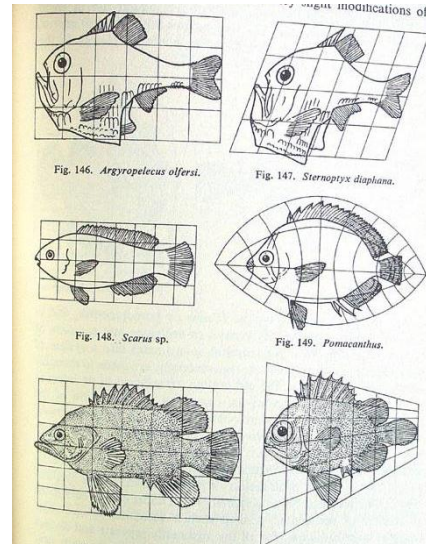 slight modifications of
Fig. 146. Argyropelecus olfersi.
Fig. 147. Sternoptyx diaphana.
Fig. 148. Scarus sp.
Fig. 149. Pomacanthus.